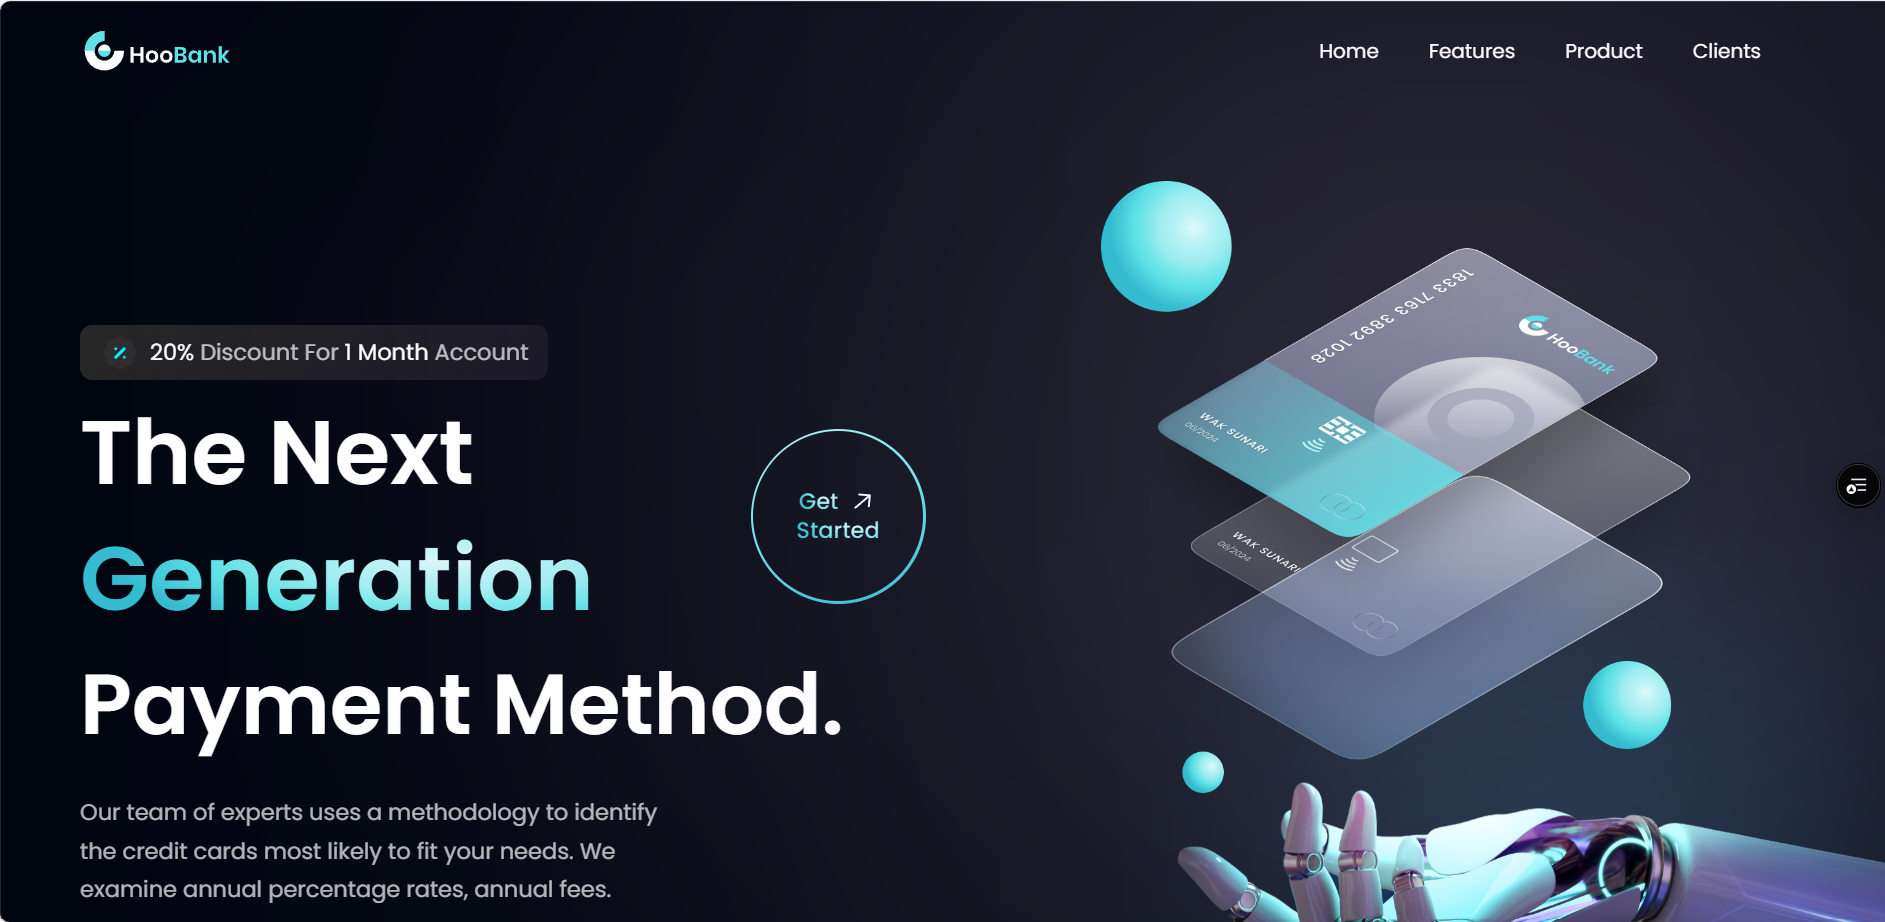 HooBank
Home Features Product Clients
20% Discount For 1 Month Account
The Next
Generation
Payment Method.
Get
Started
Our team of experts uses a methodology to identify
the credit cards most likely to fit your needs. We
examine annual percentage rates, annual fees.
1833 7163 3892 1028
HooBank
WAK SUNARI
06/2024
WAK SUNARI
06/2024